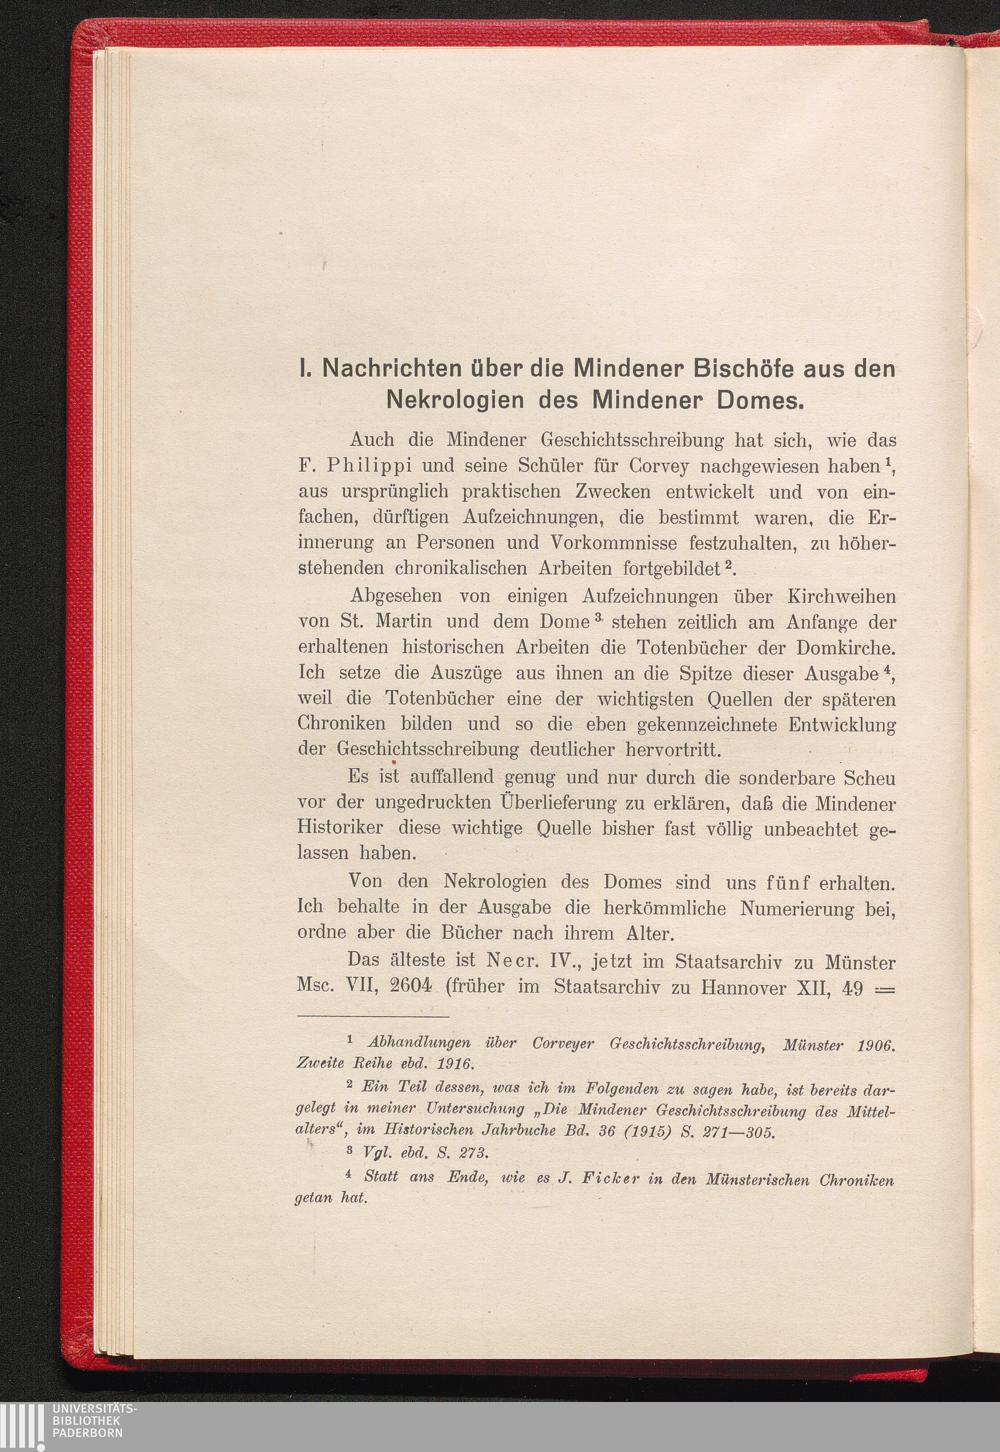 I. Nachrichten über die Mindener Bischöfe aus den
Nekrologien des Mindener Domes.
Auch die Mindener Geschichtsschreibung hat sich, wie das
F. Philippi und seine Schüler für Corvey nachgewiesen haben¹,
aus ursprünglich praktischen Zwecken entwickelt und von ein-
fachen, dürftigen Aufzeichnungen, die bestimmt waren, die Er-
innerung an Personen und Vorkommnisse festzuhalten, zu höher-
stehenden chronikalischen Arbeiten fortgebildet².
Abgesehen von einigen Aufzeichnungen über Kirchweihen
von St. Martin und dem Dome³ stehen zeitlich am Anfange der
erhaltenen historischen Arbeiten die Totenbücher der Domkirche.
Ich setze die Auszüge aus ihnen an die Spitze dieser Ausgabe⁴,
weil die Totenbücher eine der wichtigsten Quellen der späteren
Chroniken bilden und so die eben gekennzeichnete Entwicklung
der Geschichtsschreibung deutlicher hervortritt.
Es ist auffallend genug und nur durch die sonderbare Scheu
vor der ungedruckten Überlieferung zu erklären, daß die Mindener
Historiker diese wichtige Quelle bisher fast völlig unbeachtet ge-
lassen haben.
Von den Nekrologien des Domes sind uns fünf erhalten.
Ich behalte in der Ausgabe die herkömmliche Numerierung bei,
ordne aber die Bücher nach ihrem Alter.
Das älteste ist Necr. IV., jetzt im Staatsarchiv zu Münster
Msc. VII, 2604 (früher im Staatsarchiv zu Hannover XII, 49 =
¹ Abhandlungen über Corveyer Geschichtsschreibung, Münster 1906.
Zweite Reihe ebd. 1916.
² Ein Teil dessen, was ich im Folgenden zu sagen habe, ist bereits dar-
gelegt in meiner Untersuchung „Die Mindener Geschichtsschreibung des Mittel-
alters“, im Historischen Jahrbuche Bd. 36 (1915) S. 271—305.
³ Vgl. ebd. S. 273.
⁴ Statt ans Ende, wie es J. Ficker in den Münsterischen Chroniken
getan hat.
UNIVERSITÄTS-
BIBLIOTHEK
PADERBORN